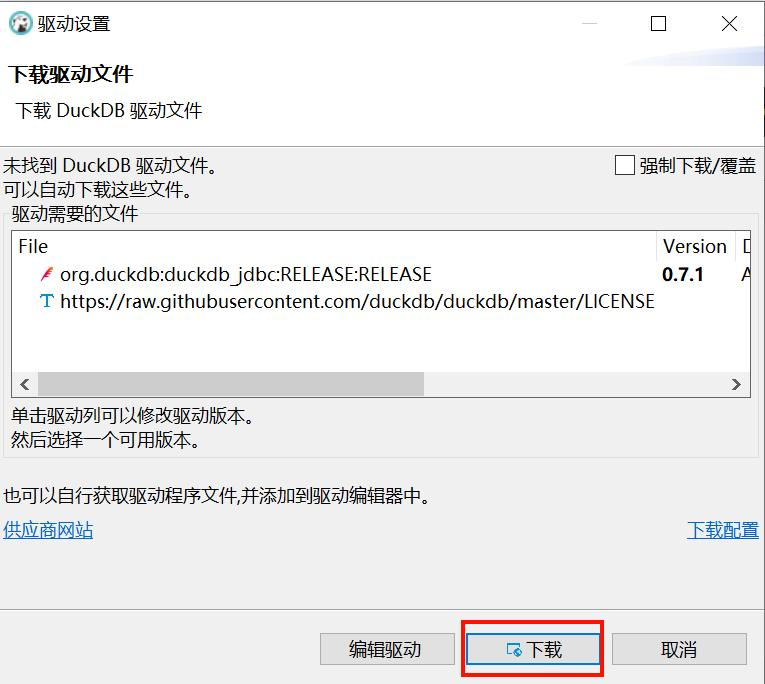 驱动设置
下载驱动文件
下载 DuckDB 驱动文件
未找到 DuckDB 驱动文件。
强制下载/覆盖
可以自动下载这些文件。
驱动需要的文件
File Version D
org.duckdb:duckdb_jdbc:RELEASE:RELEASE 0.7.1 A
https://raw.githubusercontent.com/duckdb/duckdb/master/LICENSE
单击驱动列可以修改驱动版本。
然后选择一个可用版本。
也可以自行获取驱动程序文件,并添加到驱动编辑器中。
供应商网站 下载配置
编辑驱动 下载 取消